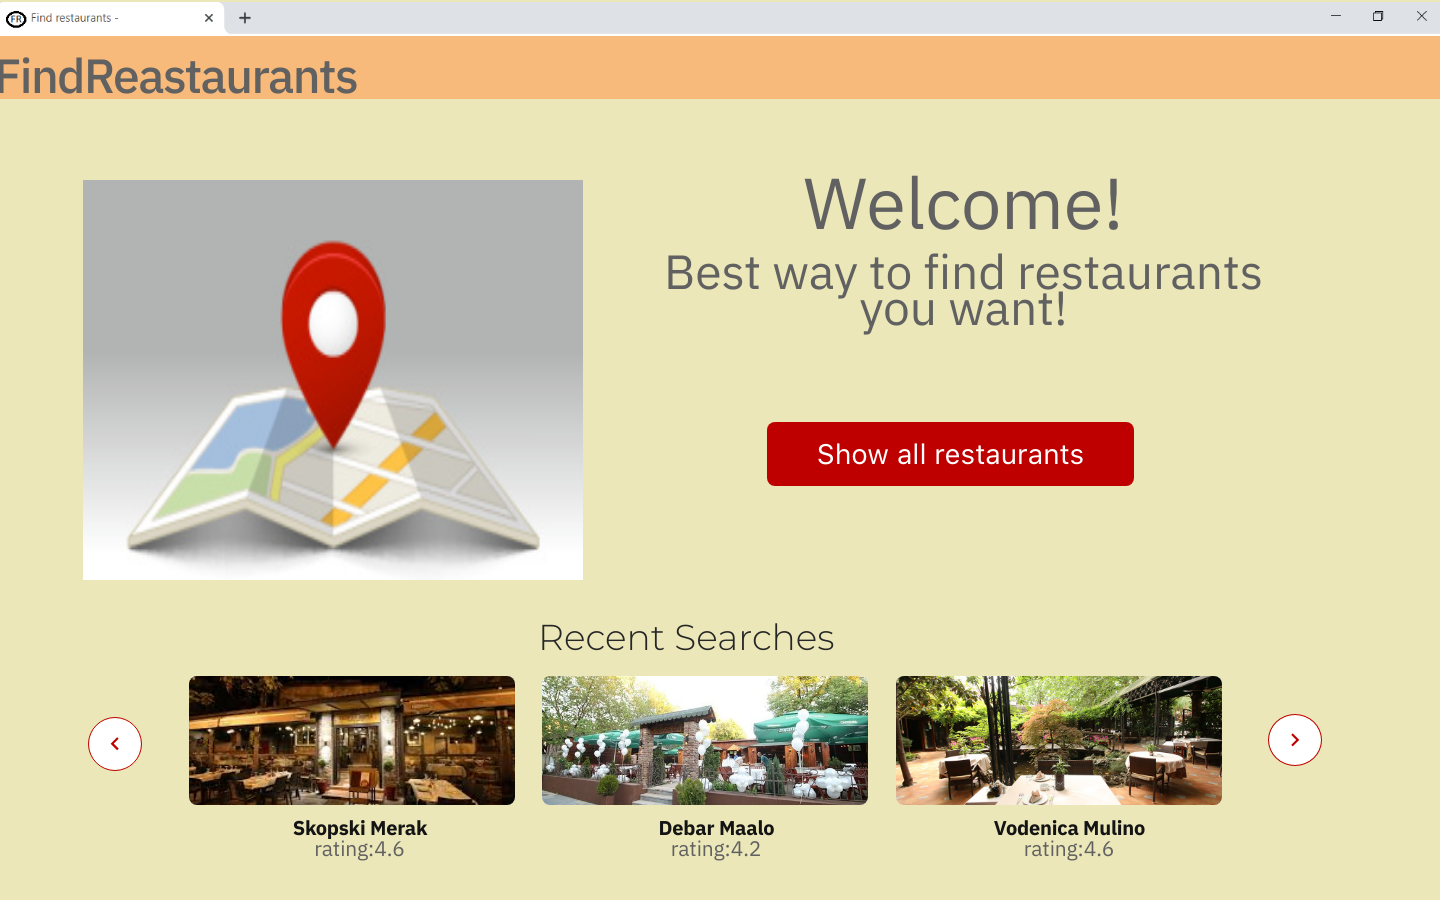 FR Find restaurants -
FindReastaurants
Welcome!
Best way to find restaurants
you want!
Show all restaurants
Recent Searches
Skopski Merak
rating:4.6
Debar Maalo
rating:4.2
Vodenica Mulino
rating:4.6